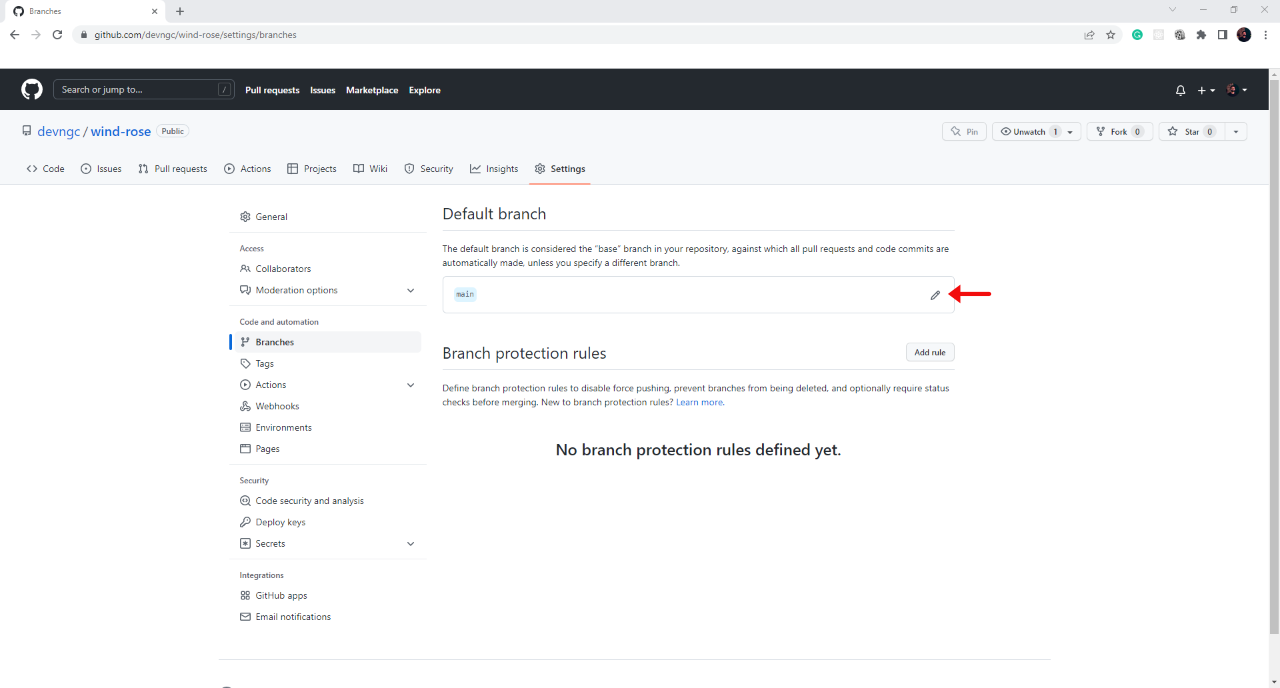 Branches
github.com/devngc/wind-rose/settings/branches
Search or jump to... /
Pull requests Issues Marketplace Explore
devngc / wind-rose Public
Pin Unwatch 1 Fork 0 Star 0
Code Issues Pull requests Actions Projects Wiki Security Insights Settings
General
Access
Collaborators
Moderation options
Code and automation
Branches
Tags
Actions
Webhooks
Environments
Pages
Security
Code security and analysis
Deploy keys
Secrets
Integrations
GitHub apps
Email notifications
Default branch
The default branch is considered the “base” branch in your repository, against which all pull requests and code commits are
automatically made, unless you specify a different branch.
main
Branch protection rules
Add rule
Define branch protection rules to disable force pushing, prevent branches from being deleted, and optionally require status
checks before merging. New to branch protection rules? Learn more.
No branch protection rules defined yet.